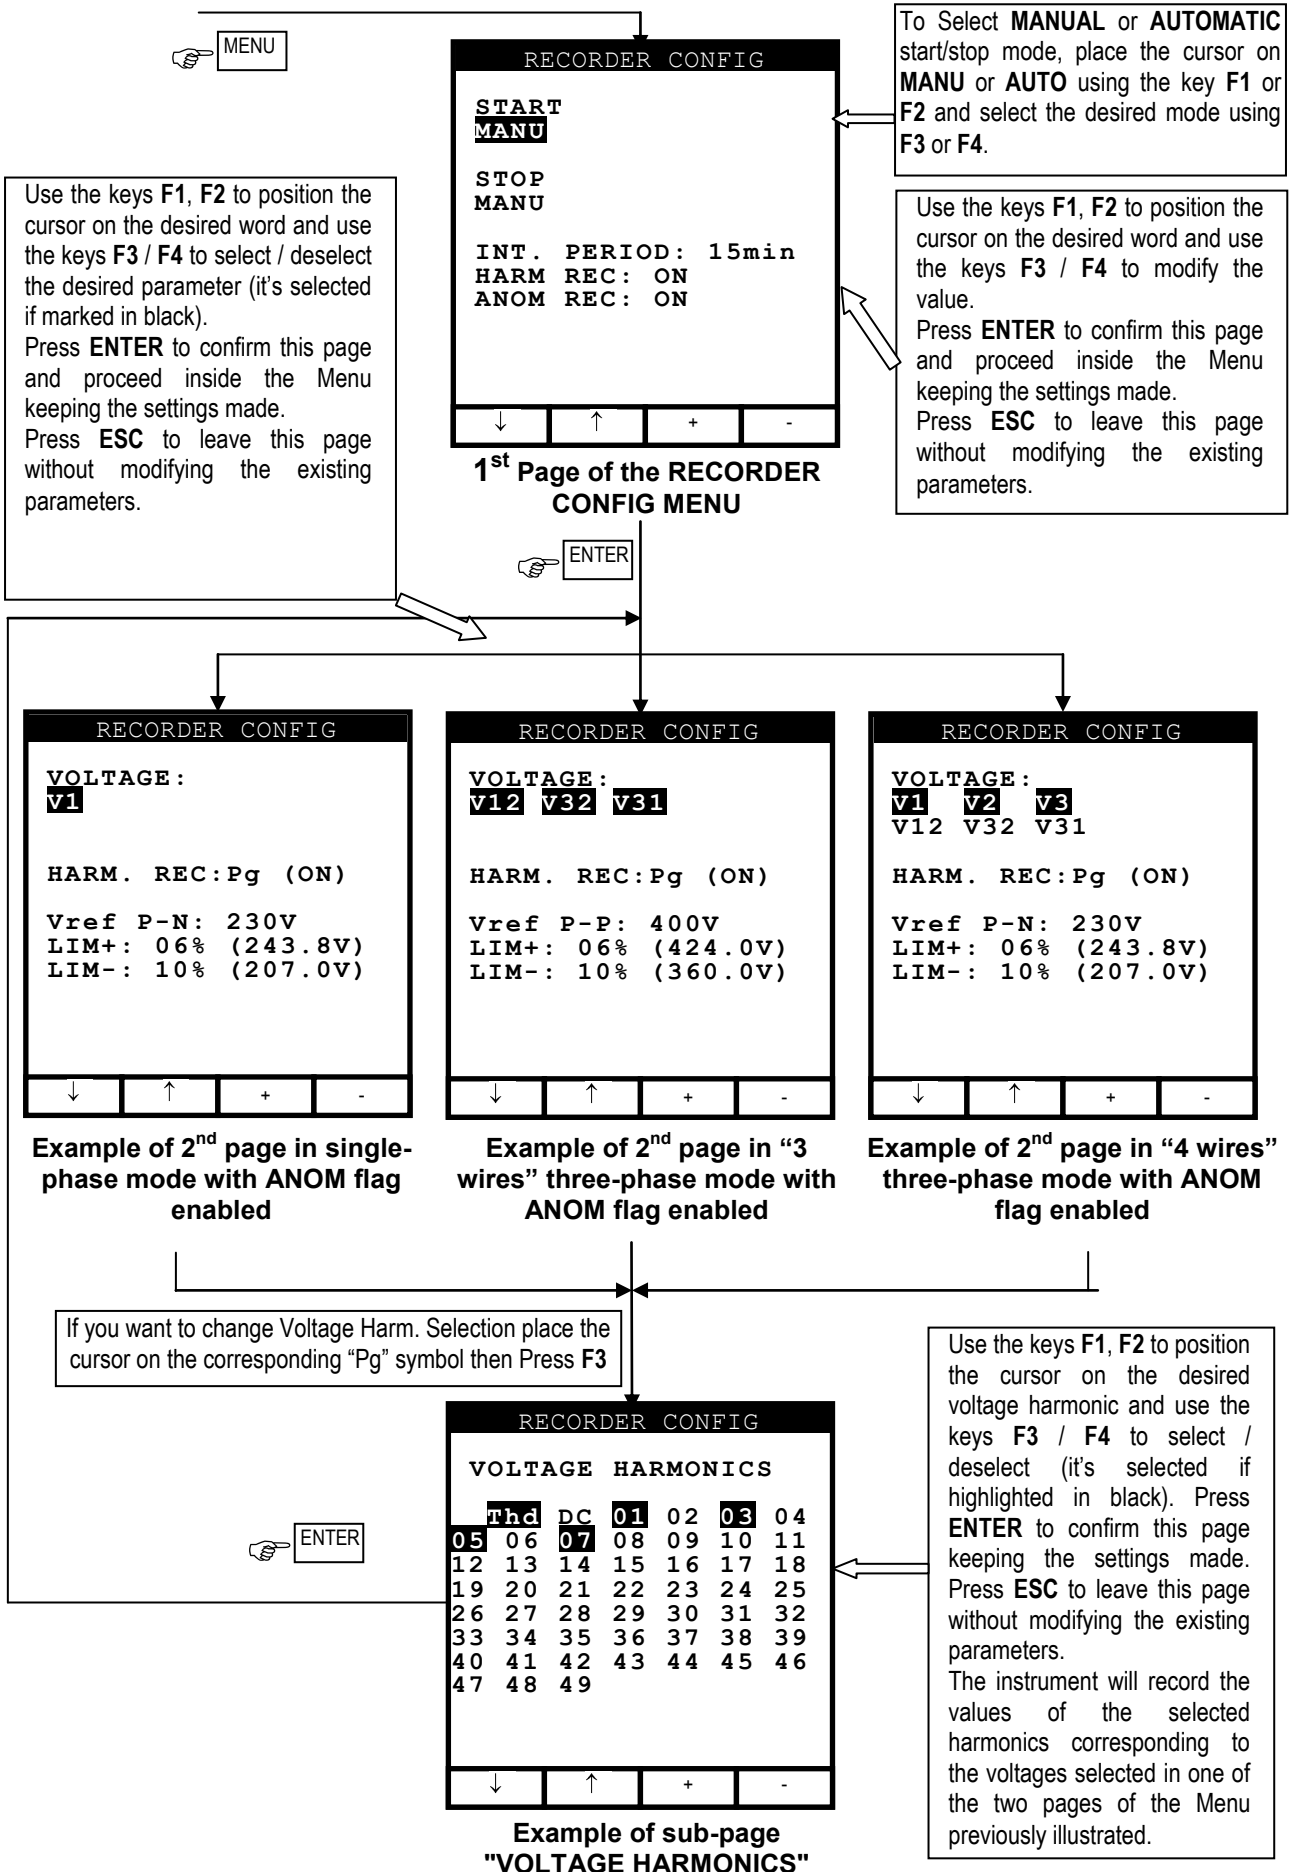 MENU
RECORDER CONFIG
START
MANU
STOP
MANU
INT. PERIOD: 15min
HARM REC: ON
ANOM REC: ON
↓ ↑ + -
1st Page of the RECORDER
CONFIG MENU
To Select MANUAL or AUTOMATIC
start/stop mode, place the cursor on
MANU or AUTO using the key F1 or
F2 and select the desired mode using
F3 or F4.
Use the keys F1, F2 to position the
cursor on the desired word and use
the keys F3 / F4 to select / deselect
the desired parameter (it's selected
if marked in black).
Press ENTER to confirm this page
and proceed inside the Menu
keeping the settings made.
Press ESC to leave this page
without modifying the existing
parameters.
Use the keys F1, F2 to position the
cursor on the desired word and use
the keys F3 / F4 to modify the
value.
Press ENTER to confirm this page
and proceed inside the Menu
keeping the settings made.
Press ESC to leave this page
without modifying the existing
parameters.
ENTER
RECORDER CONFIG
VOLTAGE:
V1
HARM. REC:Pg (ON)
Vref P-N: 230V
LIM+: 06% (243.8V)
LIM-: 10% (207.0V)
↓ ↑ + -
Example of 2nd page in single-
phase mode with ANOM flag
enabled
RECORDER CONFIG
VOLTAGE:
V12 V32 V31
HARM. REC:Pg (ON)
Vref P-P: 400V
LIM+: 06% (424.0V)
LIM-: 10% (360.0V)
↓ ↑ + -
Example of 2nd page in “3
wires” three-phase mode with
ANOM flag enabled
RECORDER CONFIG
VOLTAGE:
V1 V2 V3
V12 V32 V31
HARM. REC:Pg (ON)
Vref P-N: 230V
LIM+: 06% (243.8V)
LIM-: 10% (207.0V)
↓ ↑ + -
Example of 2nd page in “4 wires”
three-phase mode with ANOM
flag enabled
If you want to change Voltage Harm. Selection place the
cursor on the corresponding “Pg” symbol then Press F3
ENTER
RECORDER CONFIG
VOLTAGE HARMONICS
Thd DC 01 02 03 04
05 06 07 08 09 10 11
12 13 14 15 16 17 18
19 20 21 22 23 24 25
26 27 28 29 30 31 32
33 34 35 36 37 38 39
40 41 42 43 44 45 46
47 48 49
↓ ↑ + -
Example of sub-page
"VOLTAGE HARMONICS"
Use the keys F1, F2 to position
the cursor on the desired
voltage harmonic and use the
keys F3 / F4 to select /
deselect (it's selected if
highlighted in black). Press
ENTER to confirm this page
keeping the settings made.
Press ESC to leave this page
without modifying the existing
parameters.
The instrument will record the
values of the selected
harmonics corresponding to
the voltages selected in one of
the two pages of the Menu
previously illustrated.